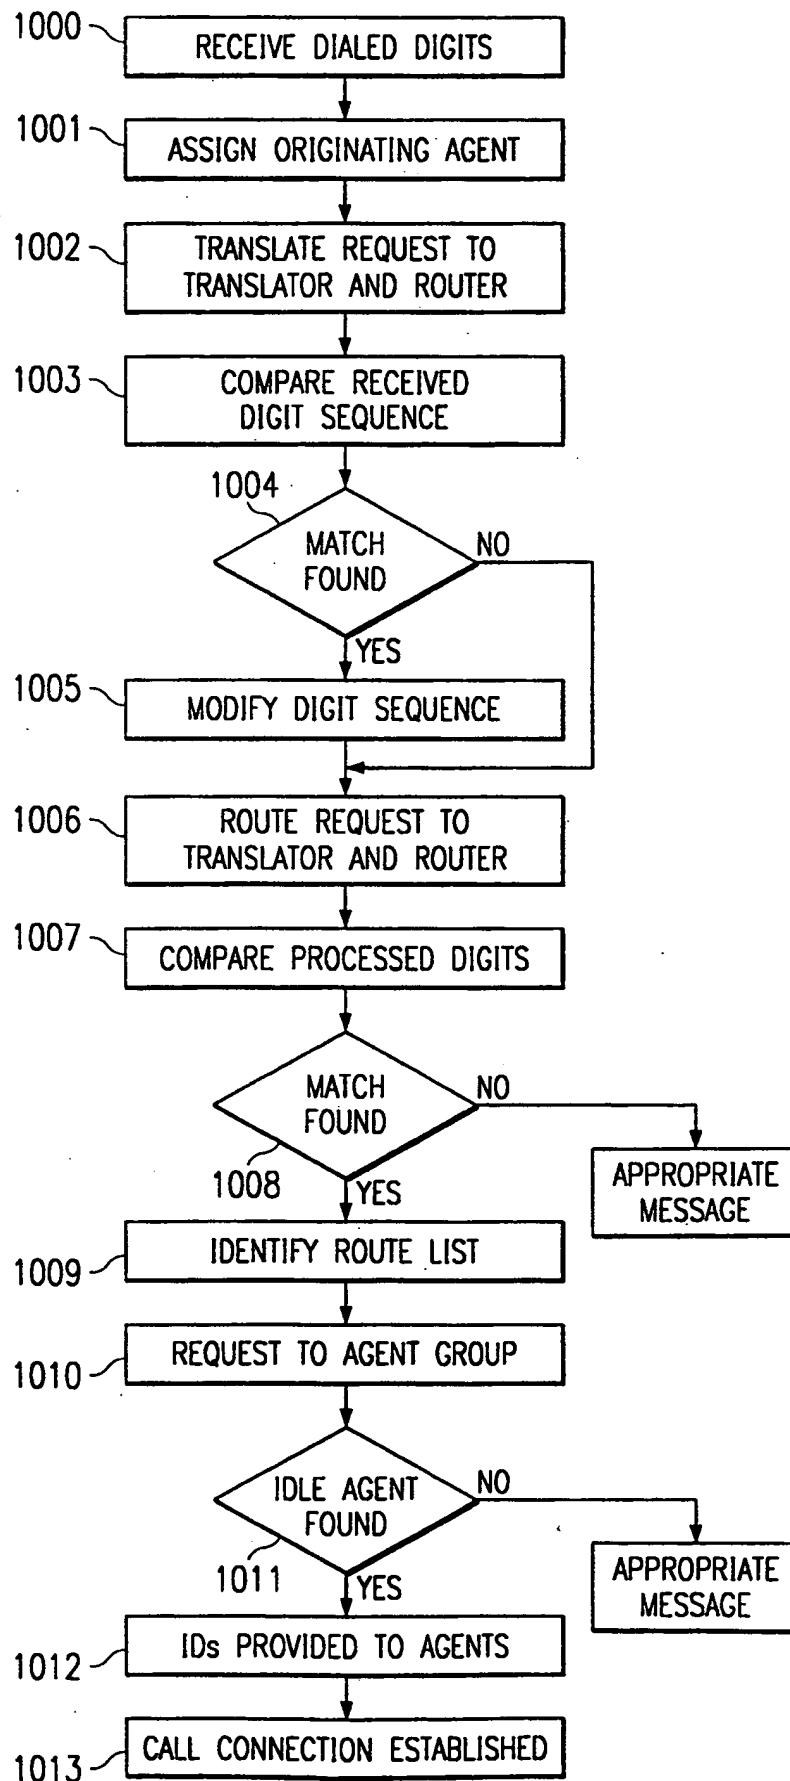 1000
RECEIVE DIALED DIGITS
1001
ASSIGN ORIGINATING AGENT
1002
TRANSLATE REQUEST TO
TRANSLATOR AND ROUTER
1003
COMPARE RECEIVED
DIGIT SEQUENCE
1004
MATCH
FOUND
NO
YES
1005
MODIFY DIGIT SEQUENCE
1006
ROUTE REQUEST TO
TRANSLATOR AND ROUTER
1007
COMPARE PROCESSED DIGITS
MATCH
FOUND
NO
1008
YES
APPROPRIATE
MESSAGE
1009
IDENTIFY ROUTE LIST
1010
REQUEST TO AGENT GROUP
IDLE AGENT
FOUND
NO
1011
YES
APPROPRIATE
MESSAGE
1012
IDs PROVIDED TO AGENTS
1013
CALL CONNECTION ESTABLISHED